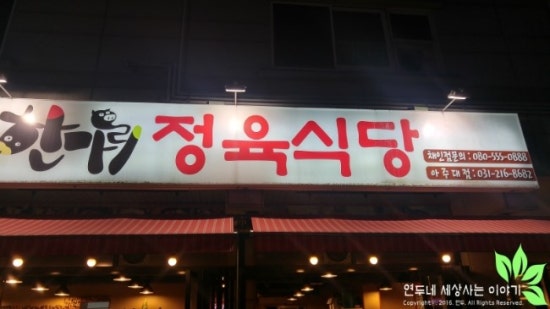 한마리 정육식당
체인점문의 : 080-555-0888
아주대점 : 031-216-8682
연두네 세상사는 이야기
Copyright© 2016. 연두. All Rights Reserved.